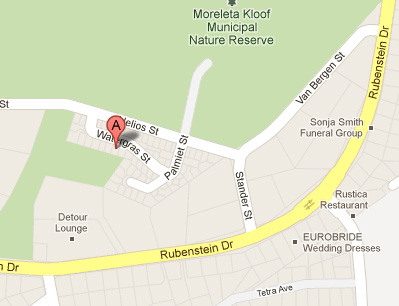 Moreleta Kloof
Municipal
Nature Reserve
Rubenstein Dr
Van Bergen St
St
elios St
A
Sonja Smith
Funeral Group
Palmiet St
Stander St
Rustica
Restaurant
Detour
Lounge
Rubenstein Dr
EUROBRIDE
Wedding Dresses
n Dr
Tetra Ave